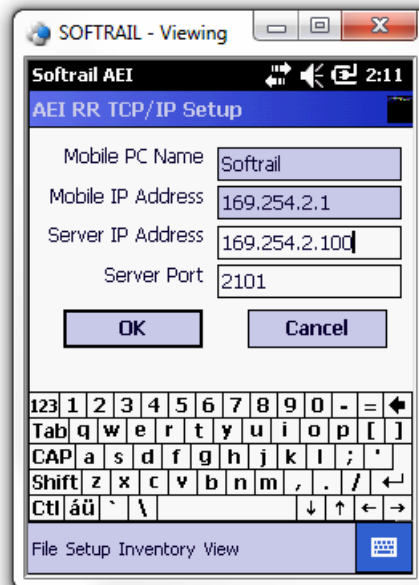 SOFTRAIL - Viewing
Softrail AEI 2:11
AEI RR TCP/IP Setup
Mobile PC Name Softrail
Mobile IP Address 169.254.2.1
Server IP Address 169.254.2.100
Server Port 2101
OK Cancel
123 1 2 3 4 5 6 7 8 9 0 - =
Tab q w e r t y u i o p [ ]
CAP a s d f g h j k l ; '
Shift z x c v b n m , . /
Ctl áü ` \
File Setup Inventory View